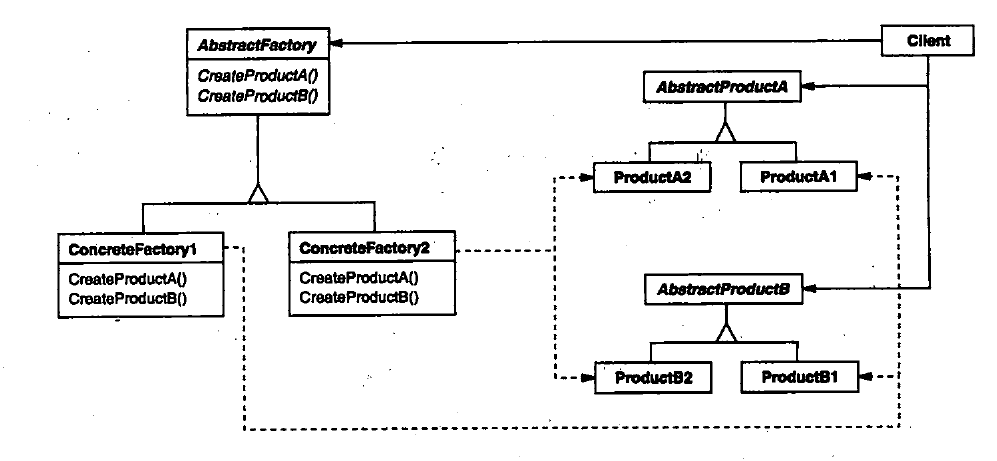 AbstractFactory
CreateProductA()
CreateProductB()
Client
AbstractProductA
ProductA2
ProductA1
ConcreteFactory1
CreateProductA()
CreateProductB()
ConcreteFactory2
CreateProductA()
CreateProductB()
AbstractProductB
ProductB2
ProductB1